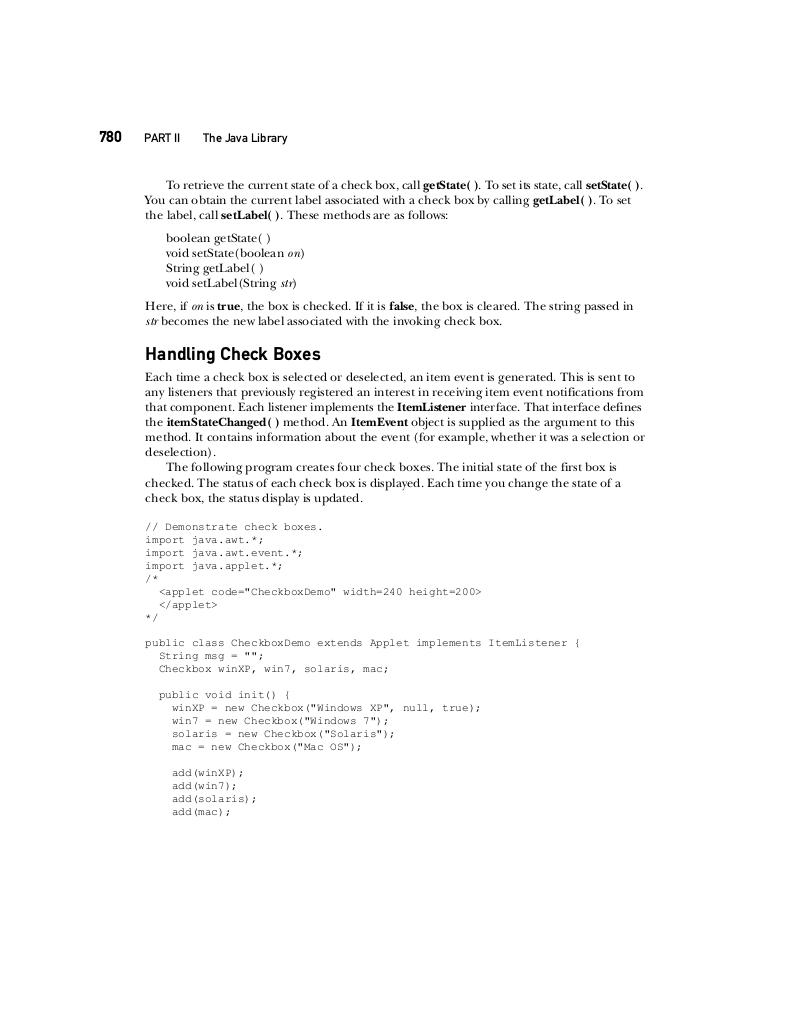 780 PART II The Java Library
To retrieve the current state of a check box, call getState( ). To set its state, call setState( ).
You can obtain the current label associated with a check box by calling getLabel( ). To set
the label, call setLabel( ). These methods are as follows:
boolean getState( )
void setState(boolean on)
String getLabel( )
void setLabel(String str)
Here, if on is true, the box is checked. If it is false, the box is cleared. The string passed in
str becomes the new label associated with the invoking check box.
Handling Check Boxes
Each time a check box is selected or deselected, an item event is generated. This is sent to
any listeners that previously registered an interest in receiving item event notifications from
that component. Each listener implements the ItemListener interface. That interface defines
the itemStateChanged( ) method. An ItemEvent object is supplied as the argument to this
method. It contains information about the event (for example, whether it was a selection or
deselection).
The following program creates four check boxes. The initial state of the first box is
checked. The status of each check box is displayed. Each time you change the state of a
check box, the status display is updated.
// Demonstrate check boxes.
import java.awt.*;
import java.awt.event.*;
import java.applet.*;
/*
<applet code="CheckboxDemo" width=240 height=200>
</applet>
*/
public class CheckboxDemo extends Applet implements ItemListener {
String msg = "";
Checkbox winXP, win7, solaris, mac;
public void init() {
winXP = new Checkbox("Windows XP", null, true);
win7 = new Checkbox("Windows 7");
solaris = new Checkbox("Solaris");
mac = new Checkbox("Mac OS");
add(winXP);
add(win7);
add(solaris);
add(mac);